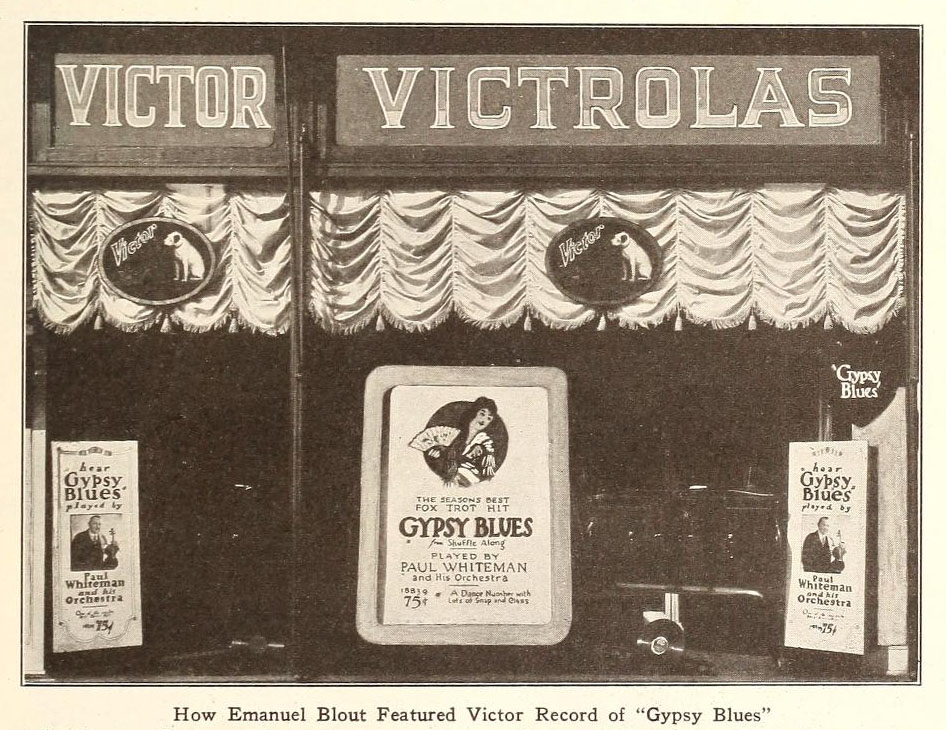 VICTOR
VICTROLAS
Victor
Victor
"Gypsy
Blues"
hear
"Gypsy
Blues"
played by
Paul
Whiteman
and his
Orchestra
75¢
THE SEASONS BEST
FOX TROT HIT
"GYPSY BLUES"
from Shuffle Along
PLAYED BY
PAUL WHITEMAN
and His Orchestra
18839
75¢
A Dance Number with
Lots of Snap and Class
hear
"Gypsy
Blues"
played by
Paul
Whiteman
and his
Orchestra
75¢
How Emanuel Blout Featured Victor Record of "Gypsy Blues"